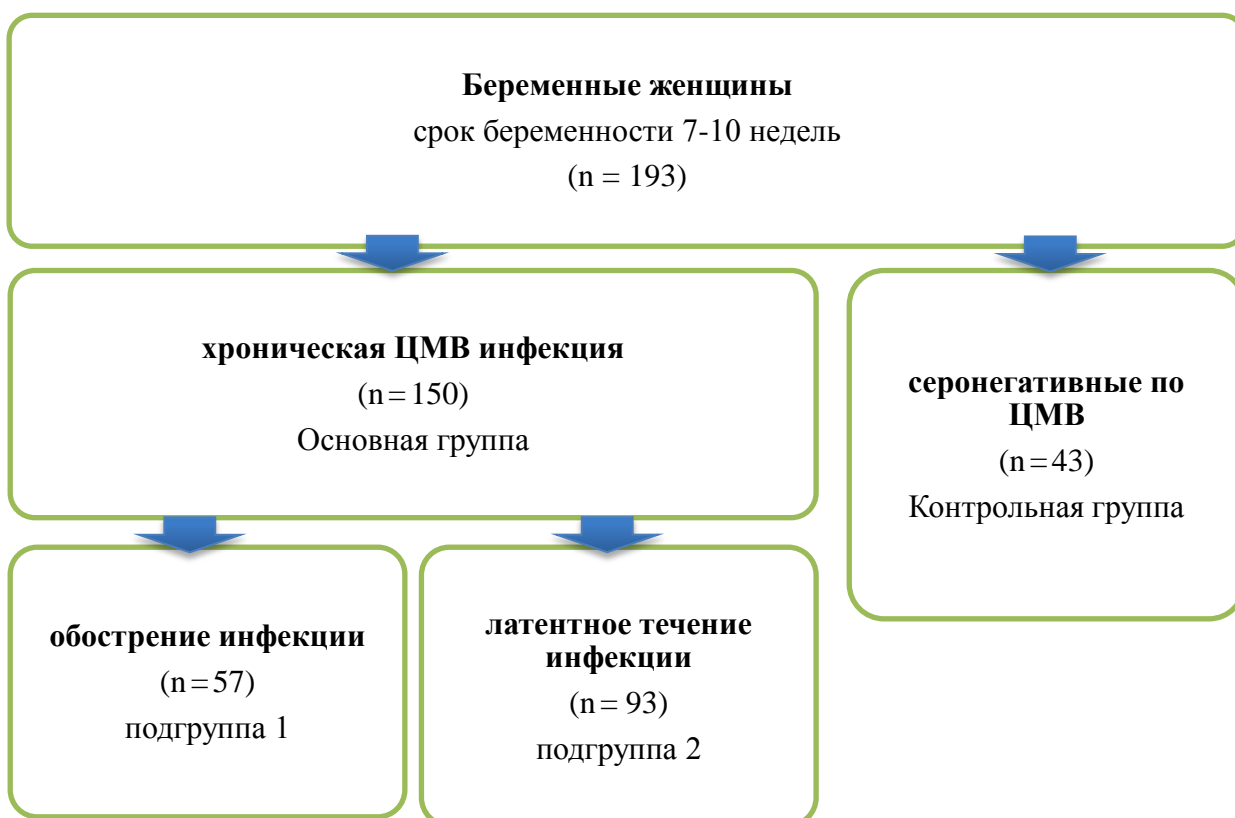 Беременные женщины
срок беременности 7-10 недель
(n = 193)
хроническая ЦМВ инфекция
(n = 150)
Основная группа
серонегативные по
ЦМВ
(n = 43)
Контрольная группа
обострение инфекции
(n = 57)
подгруппа 1
латентное течение
инфекции
(n = 93)
подгруппа 2